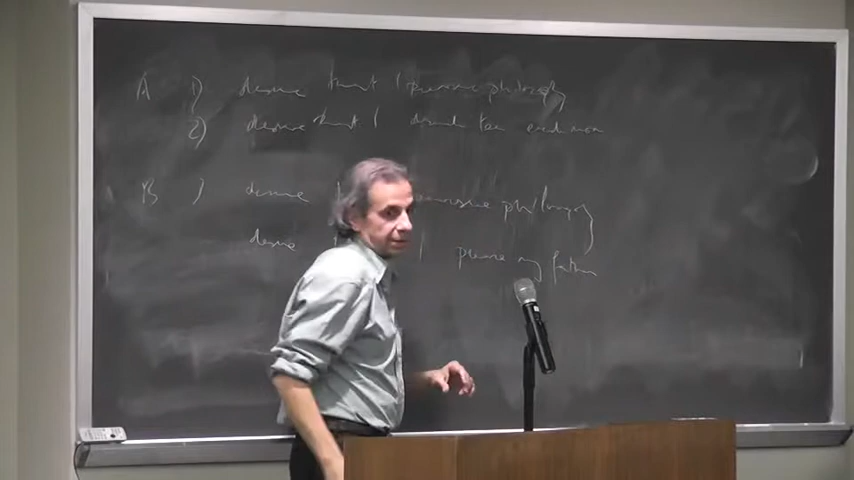 A 1) desire that I pursue philosophy
2) desire that I drink tea each morn
B 1) desire pursue philosophy
desire I please my father